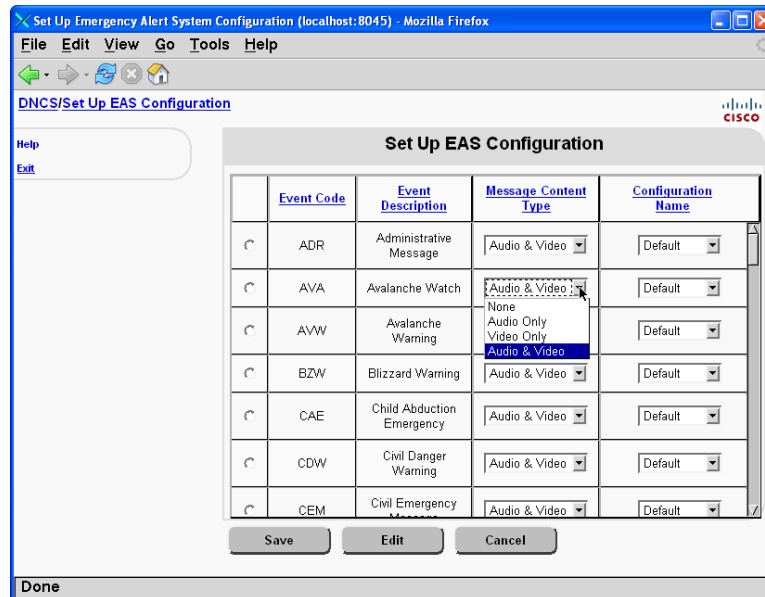 Set Up Emergency Alert System Configuration (localhost:8045) - Mozilla Firefox
File Edit View Go Tools Help
DNCS/Set Up EAS Configuration
CISCO
Help
Exit
Set Up EAS Configuration
Event Code
Event
Description
Message Content
Type
Configuration
Name
ADR
Administrative
Message
Audio & Video
Default
AVA
Avalanche Watch
Audio & Video
Default
None
Audio Only
Video Only
Audio & Video
AVW
Avalanche
Warning
Default
BZW
Blizzard Warning
Audio & Video
Default
CAE
Child Abduction
Emergency
Audio & Video
Default
CDW
Civil Danger
Warning
Audio & Video
Default
CEM
Civil Emergency
Audio & Video
Default
Save
Edit
Cancel
Done